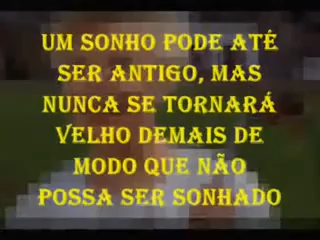 UM SONHO PODE ATÉ
SER ANTIGO, MAS
NUNCA SE TORNARÁ
VELHO DEMAIS DE
MODO QUE NÃO
POSSA SER SONHADO